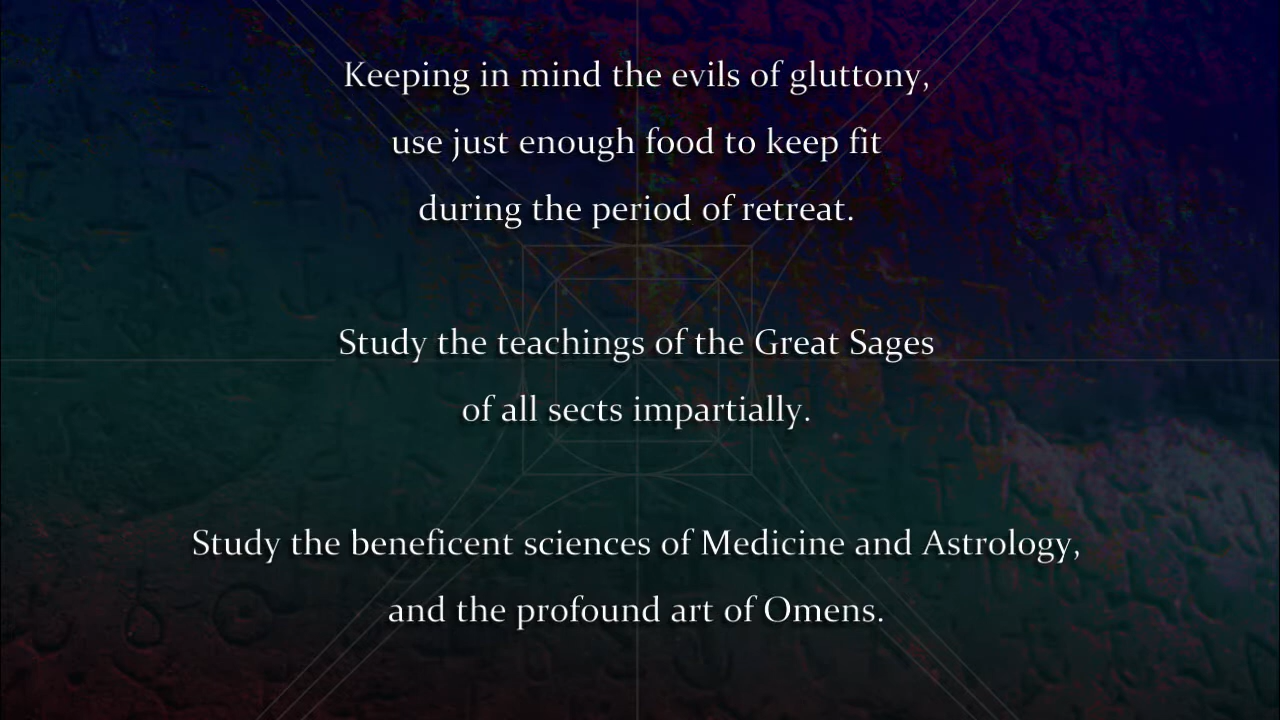 Keeping in mind the evils of gluttony,
use just enough food to keep fit
during the period of retreat.
Study the teachings of the Great Sages
of all sects impartially.
Study the beneficent sciences of Medicine and Astrology,
and the profound art of Omens.